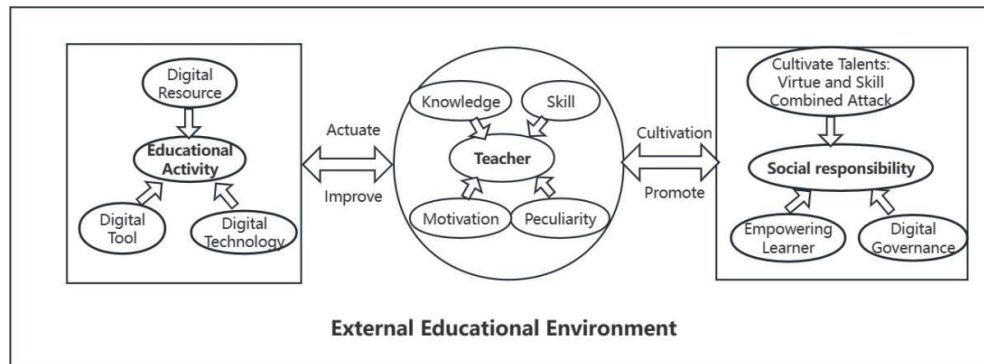 Digital
Resource
Educational
Activity
Digital
Tool
Digital
Technology
Actuate
Improve
Knowledge
Skill
Teacher
Motivation
Peculiarity
Cultivation
Promote
Cultivate Talents:
Virtue and Skill
Combined Attack
Social responsibility
Empowering
Learner
Digital
Governance
External Educational Environment